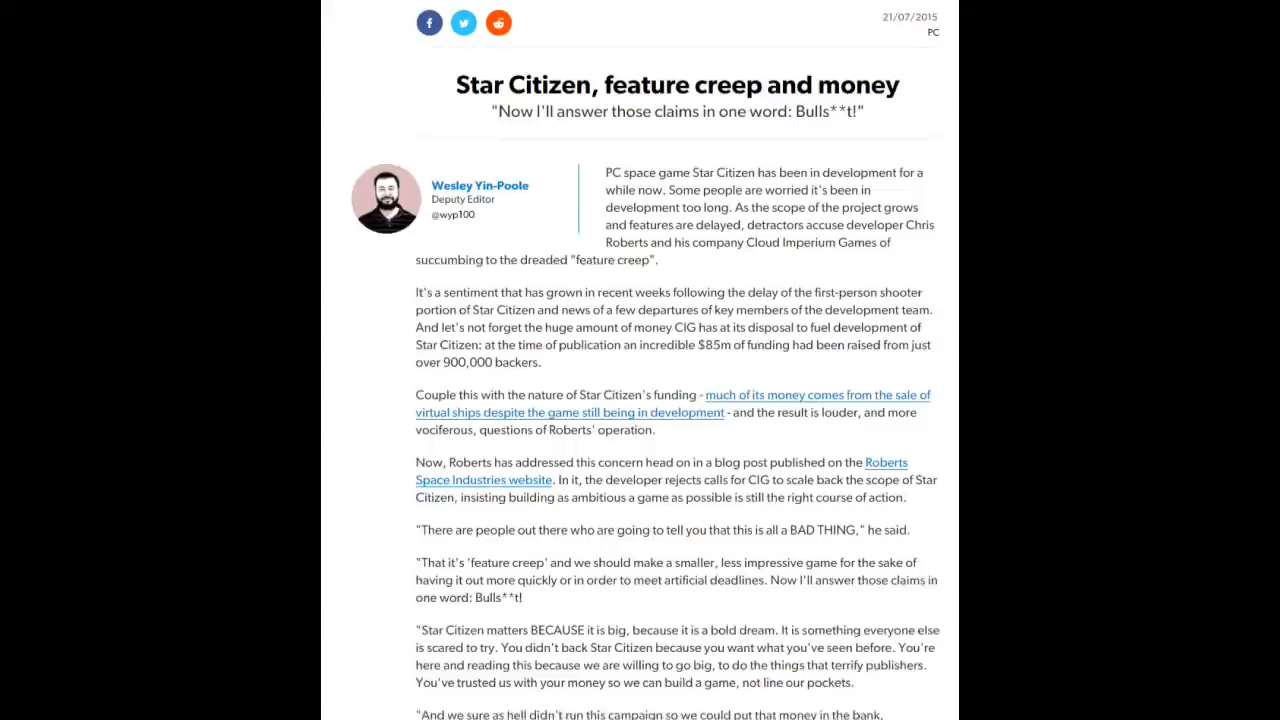 21/07/2015
PC
Star Citizen, feature creep and money
"Now I'll answer those claims in one word: Bulls**t!"
Wesley Yin-Poole
Deputy Editor
@wyp100
PC space game Star Citizen has been in development for a
while now. Some people are worried it's been in
development too long. As the scope of the project grows
and features are delayed, detractors accuse developer Chris
Roberts and his company Cloud Imperium Games of
succumbing to the dreaded "feature creep".
It's a sentiment that has grown in recent weeks following the delay of the first-person shooter
portion of Star Citizen and news of a few departures of key members of the development team.
And let's not forget the huge amount of money CIG has at its disposal to fuel development of
Star Citizen: at the time of publication an incredible $85m of funding had been raised from just
over 900,000 backers.
Couple this with the nature of Star Citizen's funding - much of its money comes from the sale of
virtual ships despite the game still being in development - and the result is louder, and more
vociferous, questions of Roberts' operation.
Now, Roberts has addressed this concern head on in a blog post published on the Roberts
Space Industries website. In it, the developer rejects calls for CIG to scale back the scope of Star
Citizen, insisting building as ambitious a game as possible is still the right course of action.
"There are people out there who are going to tell you that this is all a BAD THING," he said.
"That it's 'feature creep' and we should make a smaller, less impressive game for the sake of
having it out more quickly or in order to meet artificial deadlines. Now I'll answer those claims in
one word: Bulls**t!
"Star Citizen matters BECAUSE it is big, because it is a bold dream. It is something everyone else
is scared to try. You didn't back Star Citizen because you want what you've seen before. You're
here and reading this because we are willing to go big, to do the things that terrify publishers.
You've trusted us with your money so we can build a game, not line our pockets.
"And we sure as hell didn't run this campaign so we could put that money in the bank,